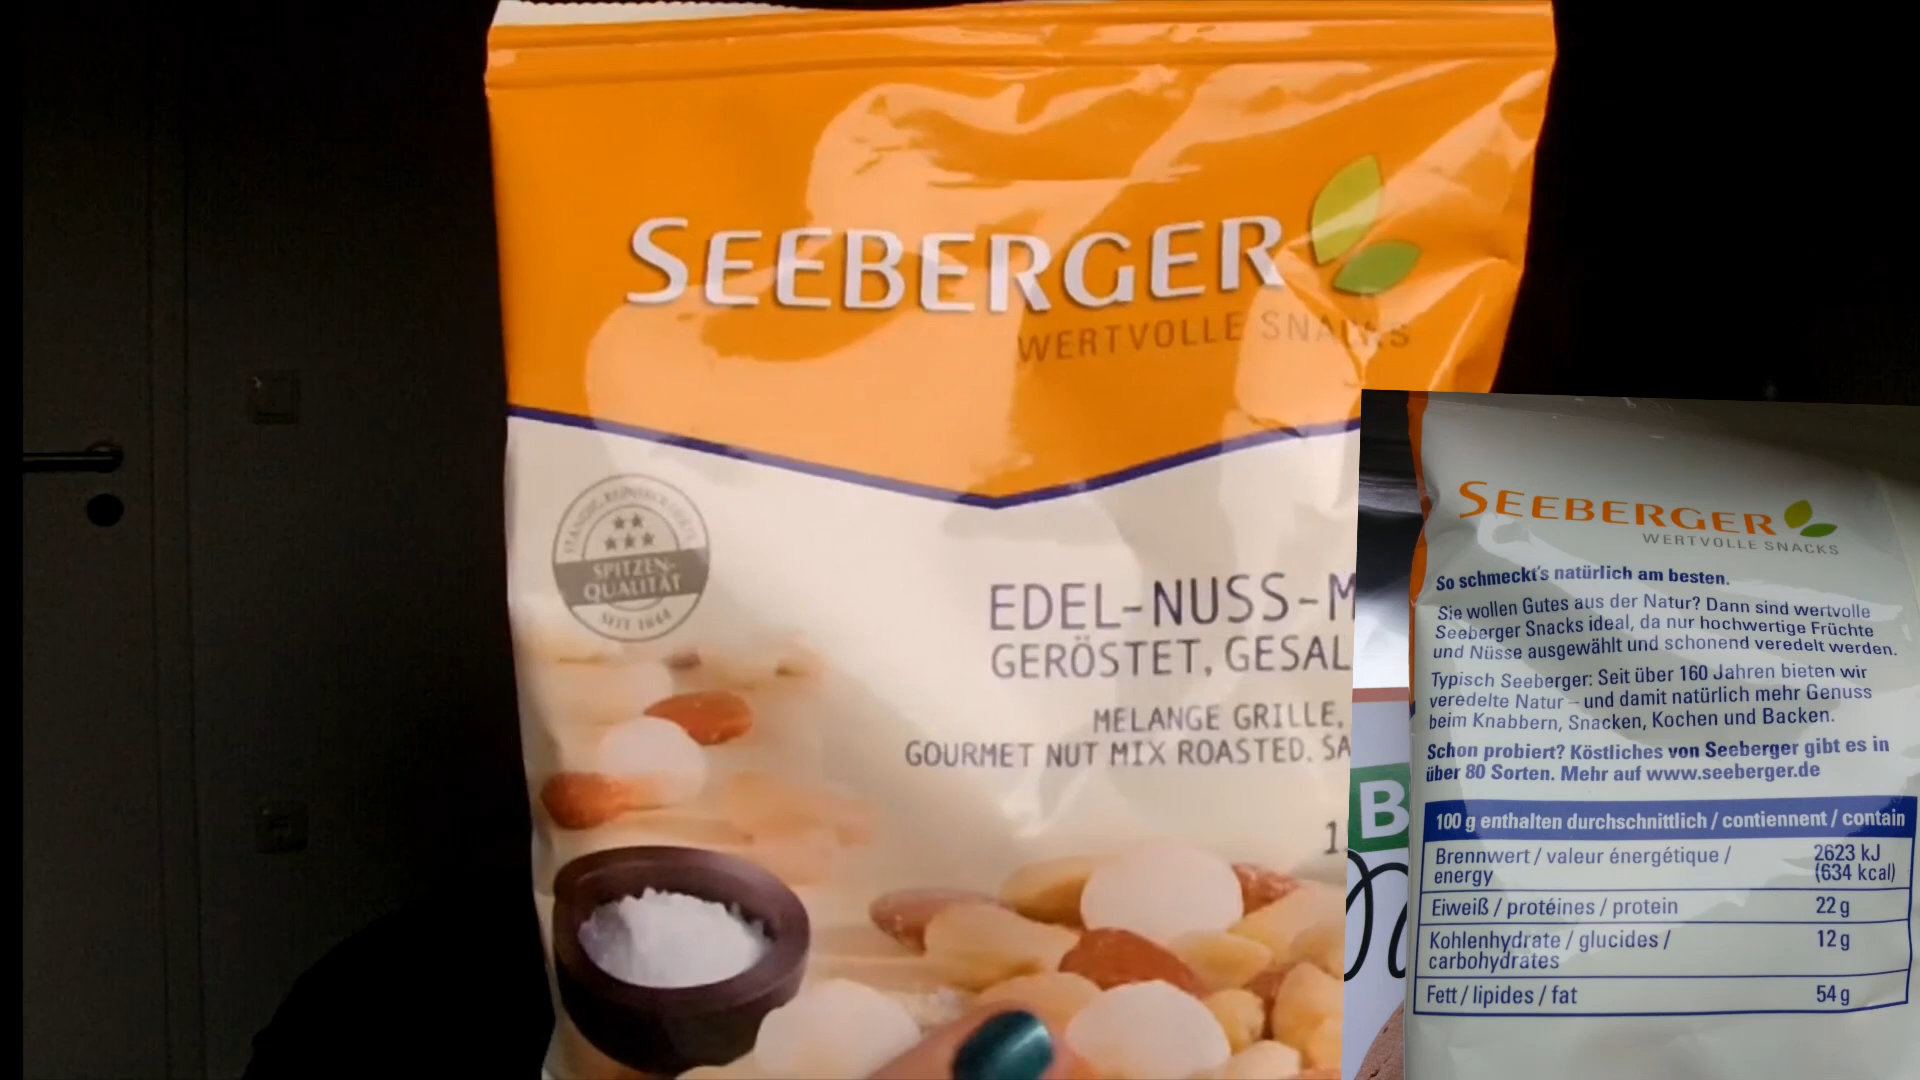 SEEBERGER
WERTVOLLE SNACKS
SPITZEN-
QUALITÄT
SEIT 1844
EDEL-NUSS-M
GERÖSTET, GESAL
MELANGE GRILLE,
GOURMET NUT MIX ROASTED, SA
1
B
SEEBERGER
WERTVOLLE SNACKS
So schmeckt's natürlich am besten.
Sie wollen Gutes aus der Natur? Dann sind wertvolle
Seeberger Snacks ideal, da nur hochwertige Früchte
und Nüsse ausgewählt und schonend veredelt werden.
Typisch Seeberger: Seit über 160 Jahren bieten wir
veredelte Natur – und damit natürlich mehr Genuss
beim Knabbern, Snacken, Kochen und Backen.
Schon probiert? Köstliches von Seeberger gibt es in
über 80 Sorten. Mehr auf www.seeberger.de
100 g enthalten durchschnittlich / contiennent / contain
Brennwert / valeur énergétique / 2623 kJ
energy (634 kcal)
Eiweiß / protéines / protein 22 g
Kohlenhydrate / glucides / 12 g
carbohydrates
Fett / lipides / fat 54 g